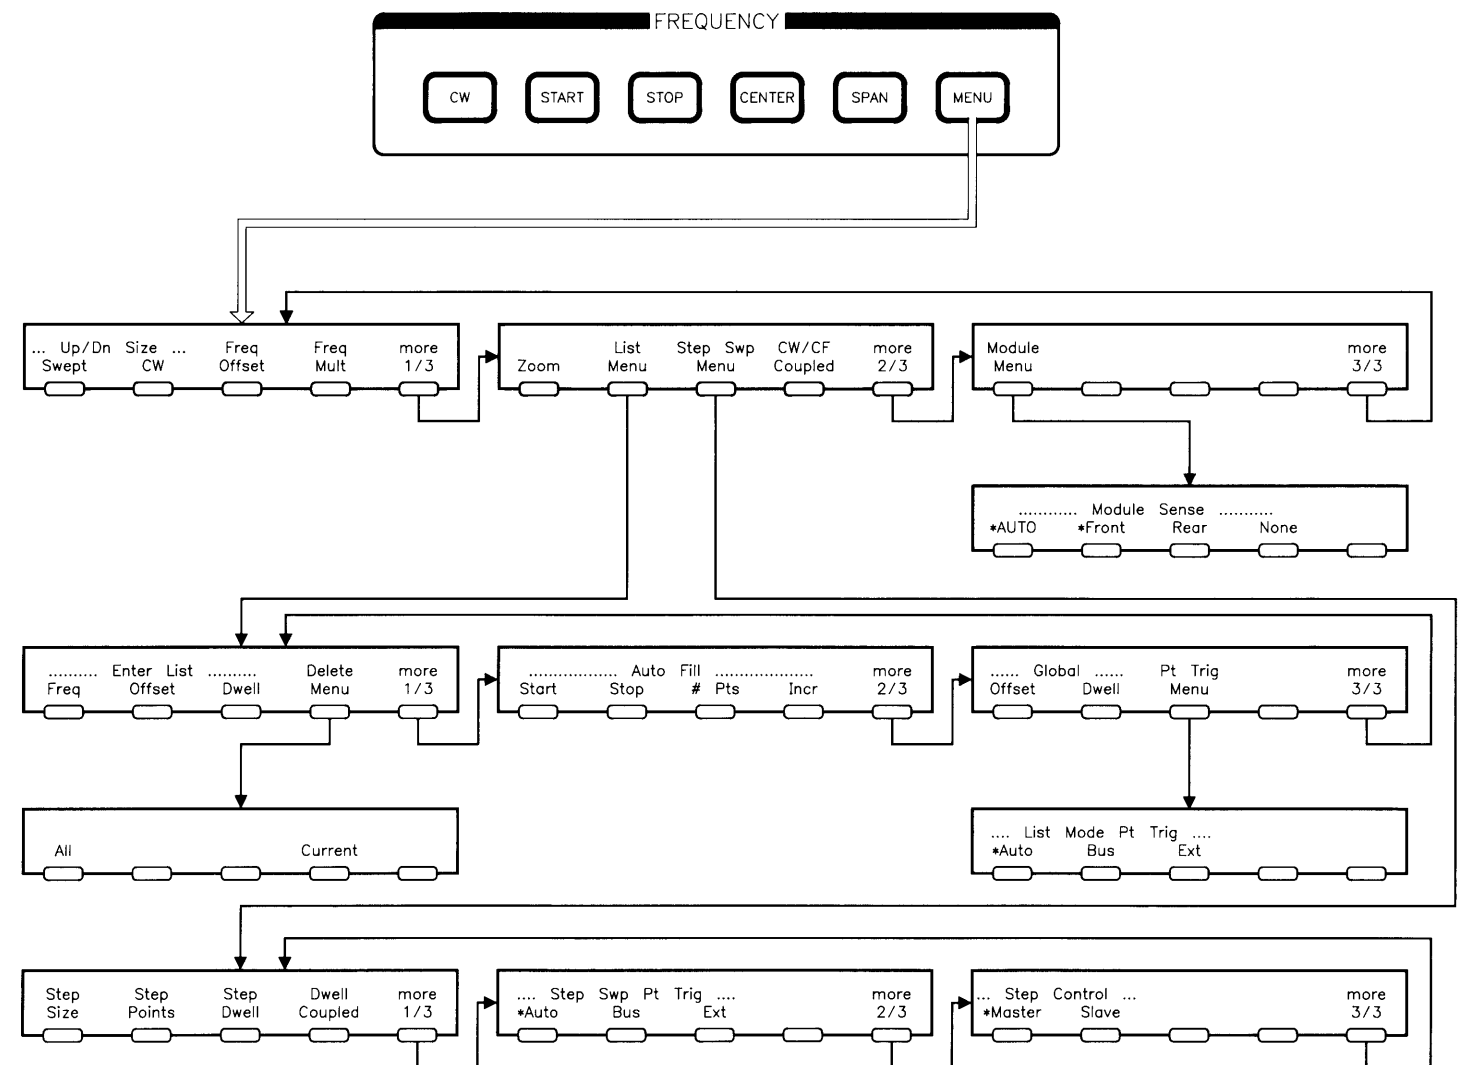 FREQUENCY
CW START STOP CENTER SPAN MENU
... Up/Dn Size ... Freq Freq more
Swept CW Offset Mult 1/3
List Step Swp CW/CF more
Zoom Menu Menu Coupled 2/3
Module more
Menu 3/3
............ Module Sense ...........
*AUTO *Front Rear None
.......... Enter List .......... Delete more
Freq Offset Dwell Menu 1/3
.................. Auto Fill .................... more
Start Stop # Pts Incr 2/3
...... Global ...... Pt Trig more
Offset Dwell Menu 3/3
All Current
.... List Mode Pt Trig ....
*Auto Bus Ext
Step Step Step Dwell more
Size Points Dwell Coupled 1/3
.... Step Swp Pt Trig .... more
*Auto Bus Ext 2/3
... Step Control ... more
*Master Slave 3/3